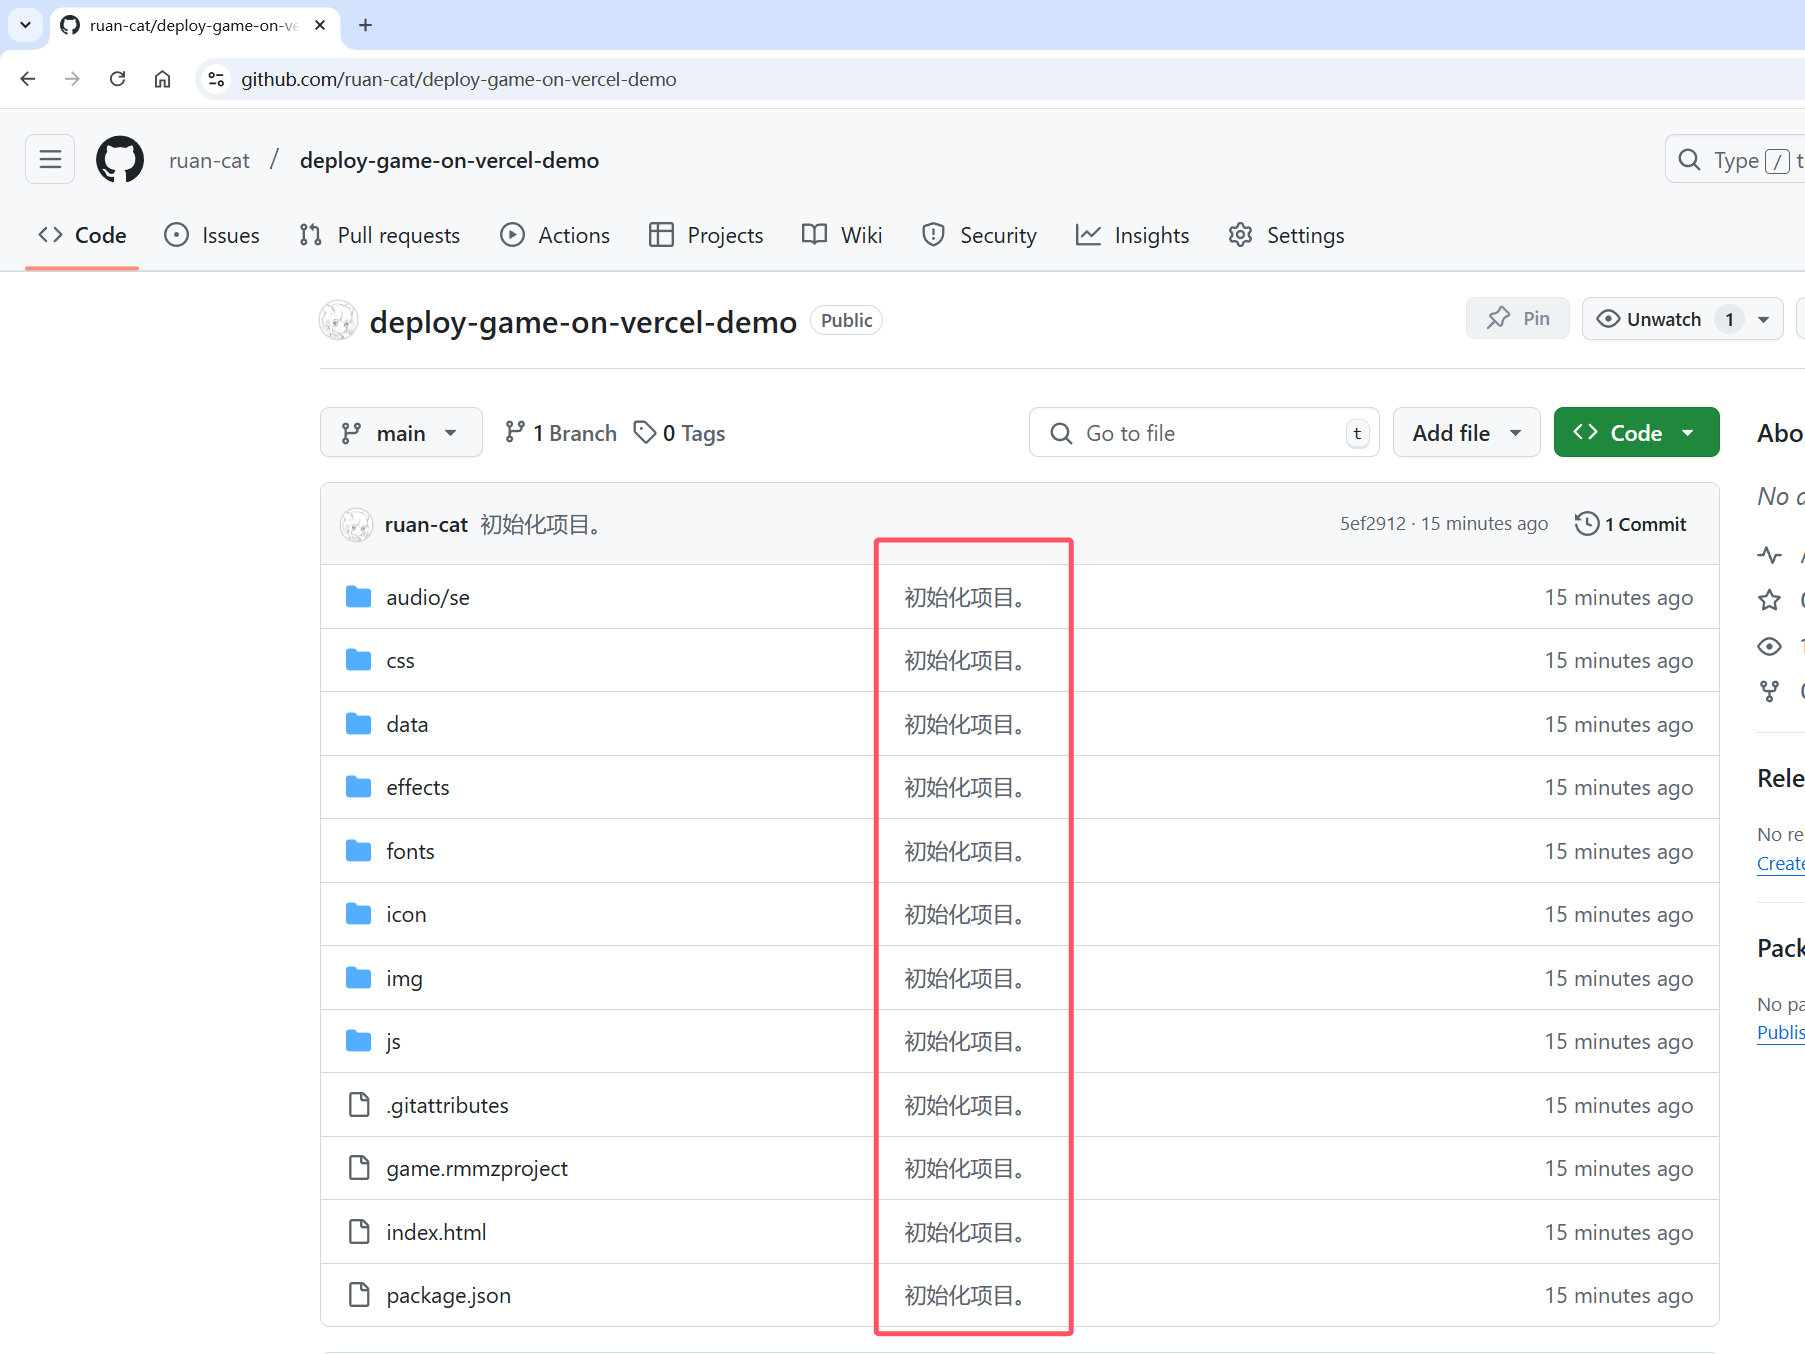 ruan-cat/deploy-game-on-ve
github.com/ruan-cat/deploy-game-on-vercel-demo
ruan-cat / deploy-game-on-vercel-demo
Type / t
Code Issues Pull requests Actions Projects Wiki Security Insights Settings
deploy-game-on-vercel-demo Public
Pin Unwatch 1
main 1 Branch 0 Tags Go to file t Add file Code
Abo
No
ruan-cat 初始化项目。 5ef2912 · 15 minutes ago 1 Commit
audio/se 初始化项目。 15 minutes ago
css 初始化项目。 15 minutes ago
data 初始化项目。 15 minutes ago
effects 初始化项目。 15 minutes ago
fonts 初始化项目。 15 minutes ago
icon 初始化项目。 15 minutes ago
img 初始化项目。 15 minutes ago
js 初始化项目。 15 minutes ago
.gitattributes 初始化项目。 15 minutes ago
game.rmmzproject 初始化项目。 15 minutes ago
index.html 初始化项目。 15 minutes ago
package.json 初始化项目。 15 minutes ago
Rele
No re
Create
Pack
No pa
Publis